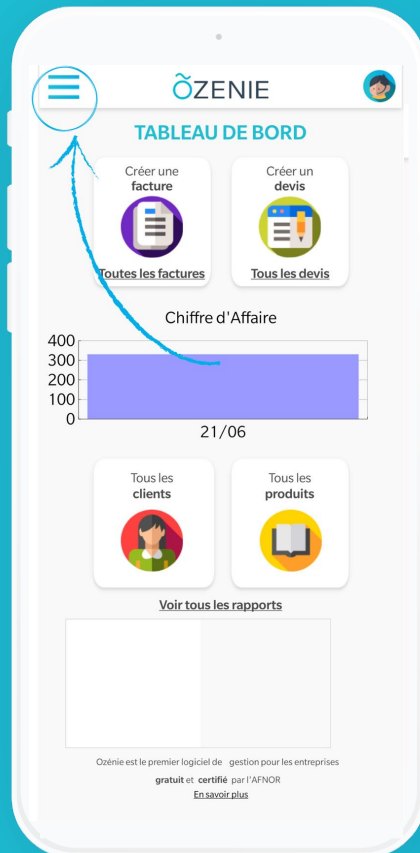 ÕZENIE
TABLEAU DE BORD
Créer une
facture
Créer un
devis
Toutes les factures
Tous les devis
Chiffre d'Affaire
400
300
200
100
0
21/06
Tous les
clients
Tous les
produits
Voir tous les rapports
Ozénie est le premier logiciel de gestion pour les entreprises
gratuit et certifié par l'AFNOR
En savoir plus